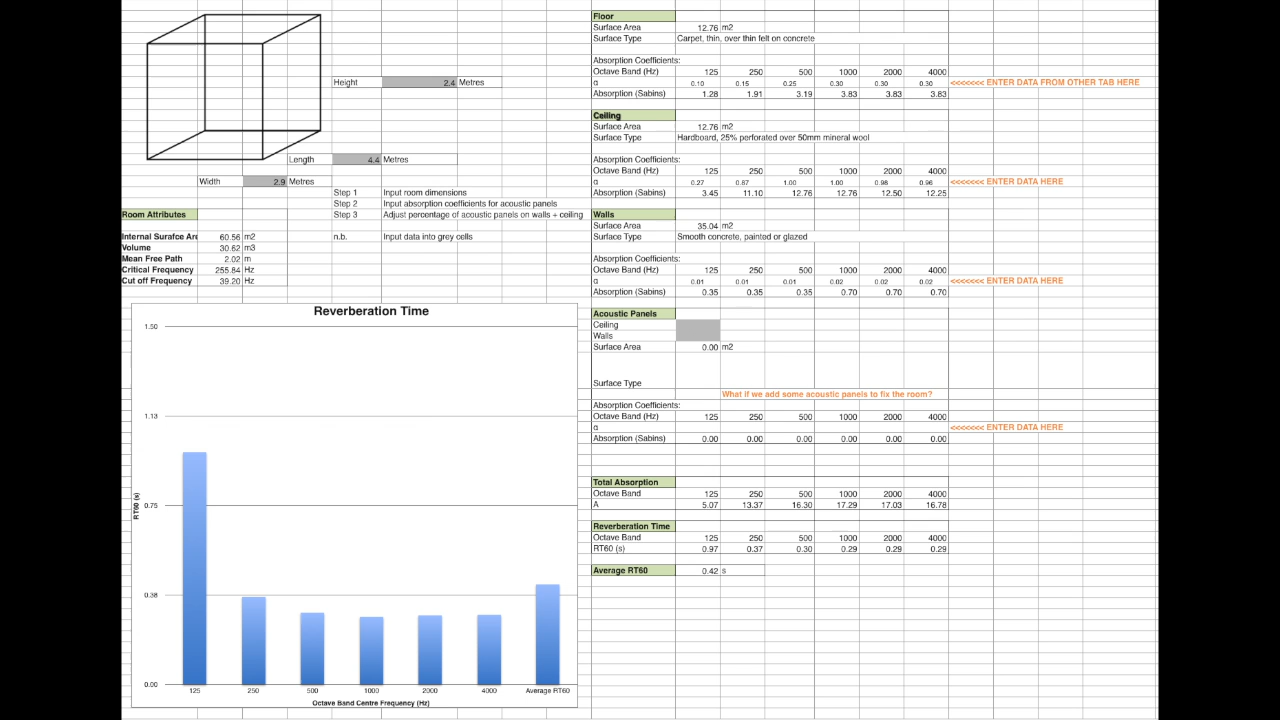 Height 2.4 Metres
Length 4.4 Metres
Width 2.9 Metres
Step 1 Input room dimensions
Step 2 Input absorption coefficients for acoustic panels
Step 3 Adjust percentage of acoustic panels on walls + ceiling
n.b. Input data into grey cells
Room Attributes
Internal Surafce Are 60.56 m2
Volume 30.62 m3
Mean Free Path 2.02 m
Critical Frequency 255.84 Hz
Cut off Frequency 39.20 Hz
Reverberation Time
RT60 (s)
1.50
1.13
0.75
0.38
0.00
125 250 500 1000 2000 4000 Average RT60
Octave Band Centre Frequency (Hz)
Floor
Surface Area 12.76 m2
Surface Type Carpet, thin, over thin felt on concrete
Absorption Coefficients:
Octave Band (Hz) 125 250 500 1000 2000 4000
α 0.10 0.15 0.25 0.30 0.30 0.30 <<<<<<< ENTER DATA FROM OTHER TAB HERE
Absorption (Sabins) 1.28 1.91 3.19 3.83 3.83 3.83
Ceiling
Surface Area 12.76 m2
Surface Type Hardboard, 25% perforated over 50mm mineral wool
Absorption Coefficients:
Octave Band (Hz) 125 250 500 1000 2000 4000
α 0.27 0.87 1.00 1.00 0.98 0.96 <<<<<<< ENTER DATA HERE
Absorption (Sabins) 3.45 11.10 12.76 12.76 12.50 12.25
Walls
Surface Area 35.04 m2
Surface Type Smooth concrete, painted or glazed
Absorption Coefficients:
Octave Band (Hz) 125 250 500 1000 2000 4000
α 0.01 0.01 0.01 0.02 0.02 0.02 <<<<<<< ENTER DATA HERE
Absorption (Sabins) 0.35 0.35 0.35 0.70 0.70 0.70
Acoustic Panels
Ceiling
Walls
Surface Area 0.00 m2
Surface Type
What if we add some acoustic panels to fix the room?
Absorption Coefficients:
Octave Band (Hz) 125 250 500 1000 2000 4000
α <<<<<<< ENTER DATA HERE
Absorption (Sabins) 0.00 0.00 0.00 0.00 0.00 0.00
Total Absorption
Octave Band 125 250 500 1000 2000 4000
A 5.07 13.37 16.30 17.29 17.03 16.78
Reverberation Time
Octave Band 125 250 500 1000 2000 4000
RT60 (s) 0.97 0.37 0.30 0.29 0.29 0.29
Average RT60 0.42 s